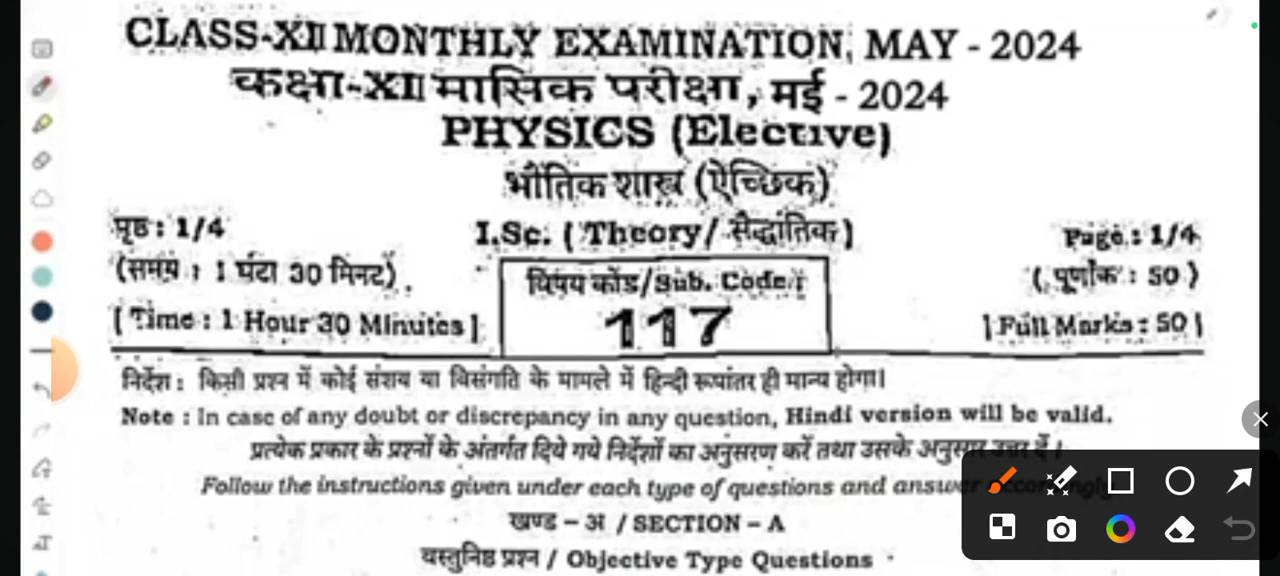 CLASS-XII MONTHLY EXAMINATION, MAY - 2024
कक्षा-XII मासिक परीक्षा, मई - 2024
PHYSICS (Elective)
भौतिक शास्त्र (ऐच्छिक)
पृष्ठ : 1/4
I.Sc. ( Theory/ सैद्धांतिक )
Page : 1/4
(समय : 1 घंटा 30 मिनट)
विषय कोड/Sub. Code :
( पूर्णांक : 50 )
[ Time : 1 Hour 30 Minutes ]
117
[ Full Marks : 50 ]
निर्देश : किसी प्रश्न में कोई संशय या विसंगति के मामले में हिन्दी रूपांतर ही मान्य होगा।
Note : In case of any doubt or discrepancy in any question, Hindi version will be valid.
प्रत्येक प्रकार के प्रश्नों के अंतर्गत दिये गये निर्देशों का अनुसरण करें तथा उसके अनुसार उत्तर दें।
Follow the instructions given under each type of questions and answer accordingly
खण्ड - अ / SECTION - A
वस्तुनिष्ठ प्रश्न / Objective Type Questions